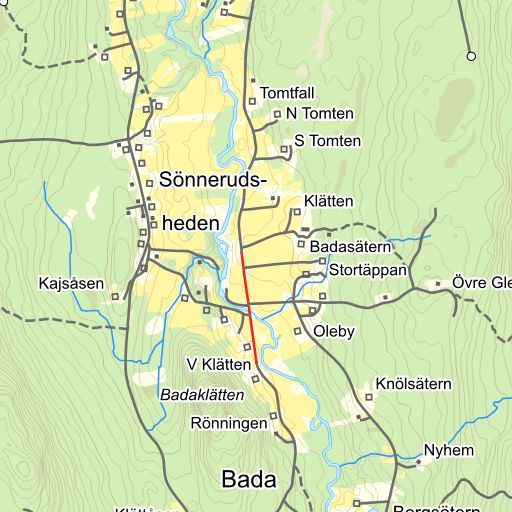 Tomtfall
N Tomten
S Tomten
Sönneruds-
heden
Klätten
Badasätern
Stortäppan
Kajsåsen
Övre Gle
Oleby
V Klätten
Badaklätten
Knölsätern
Rönningen
Nyhem
Bada